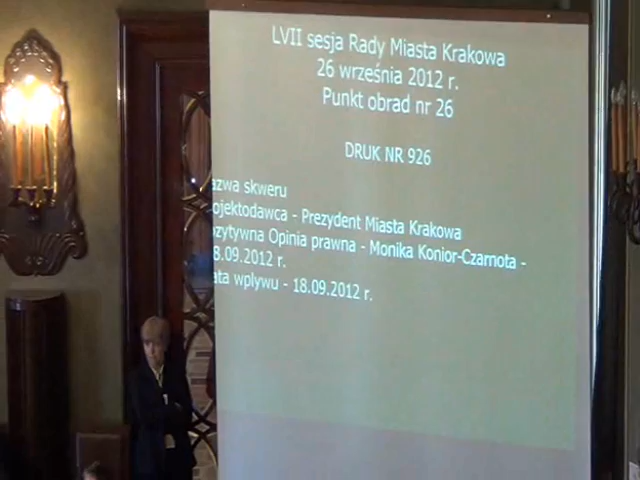 LVII sesja Rady Miasta Krakowa
26 września 2012 r.
Punkt obrad nr 26
DRUK NR 926
azwa skweru
ojektodawca - Prezydent Miasta Krakowa
ozytywna Opinia prawna - Monika Konior-Czarnota -
8.09.2012 r.
ata wpływu - 18.09.2012 r.